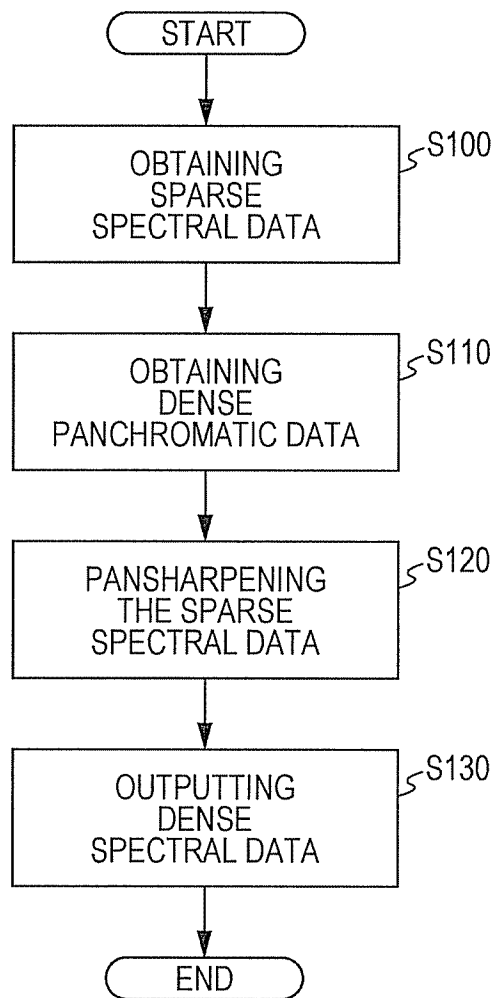 START
OBTAINING
SPARSE
SPECTRAL DATA
S100
OBTAINING
DENSE
PANCHROMATIC DATA
S110
PANSHARPENING
THE SPARSE
SPECTRAL DATA
S120
OUTPUTTING
DENSE
SPECTRAL DATA
S130
END